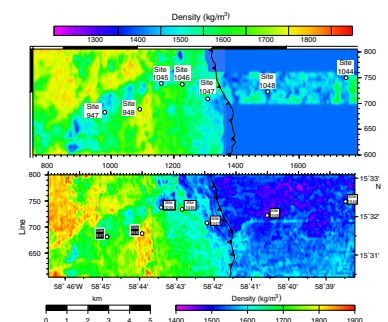 Density (kg/m³)
1300 1400 1500 1600 1700 1800
800
750
700
650
600
Site 1045
Site 1046
Site 1047
Site 1048
Site 1044
Site 947
Site 948
800 1000 1200 1400 1600
Line
800
750
700
650
15°33'
N
15°32'
15°31'
58°46'W 58°45' 58°44' 58°43' 58°42' 58°41' 58°40' 58°39'
km
0 1 2 3 4 5
Density (kg/m³)
1400 1500 1600 1700 1800 1900